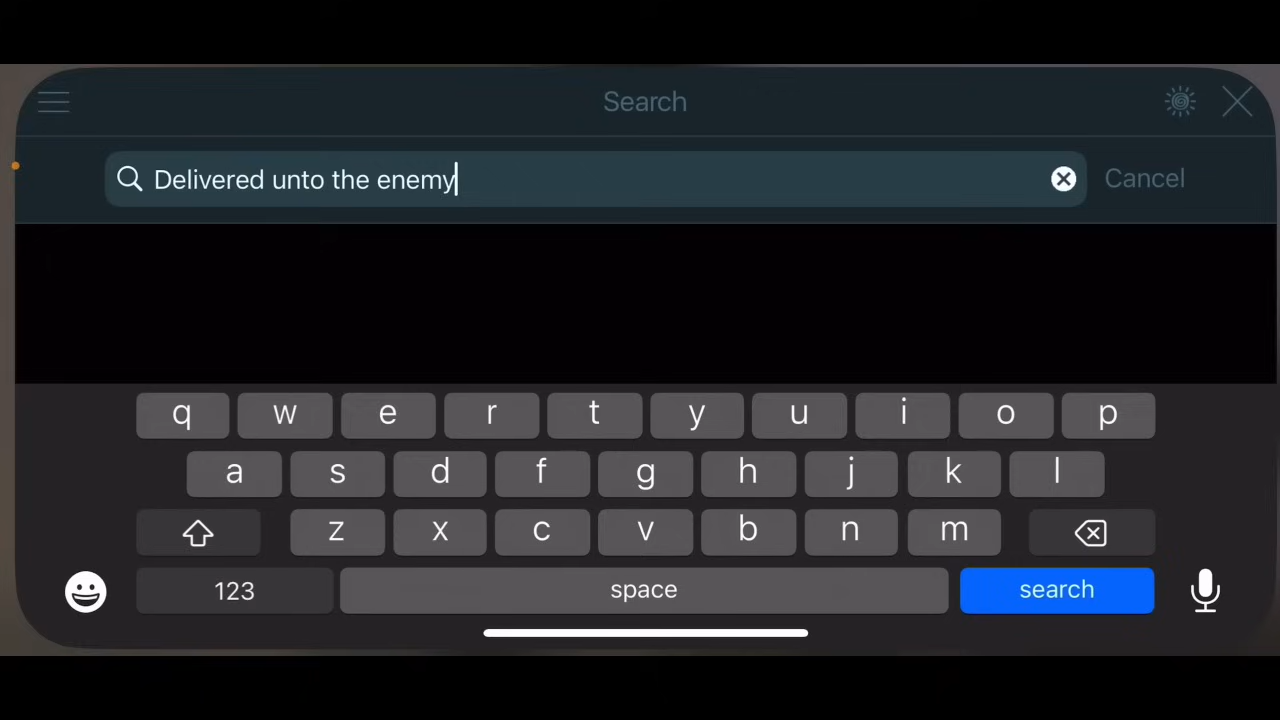 Search
Delivered unto the enemy
Cancel
q w e r t y u i o p
a s d f g h j k l
z x c v b n m
123 space search